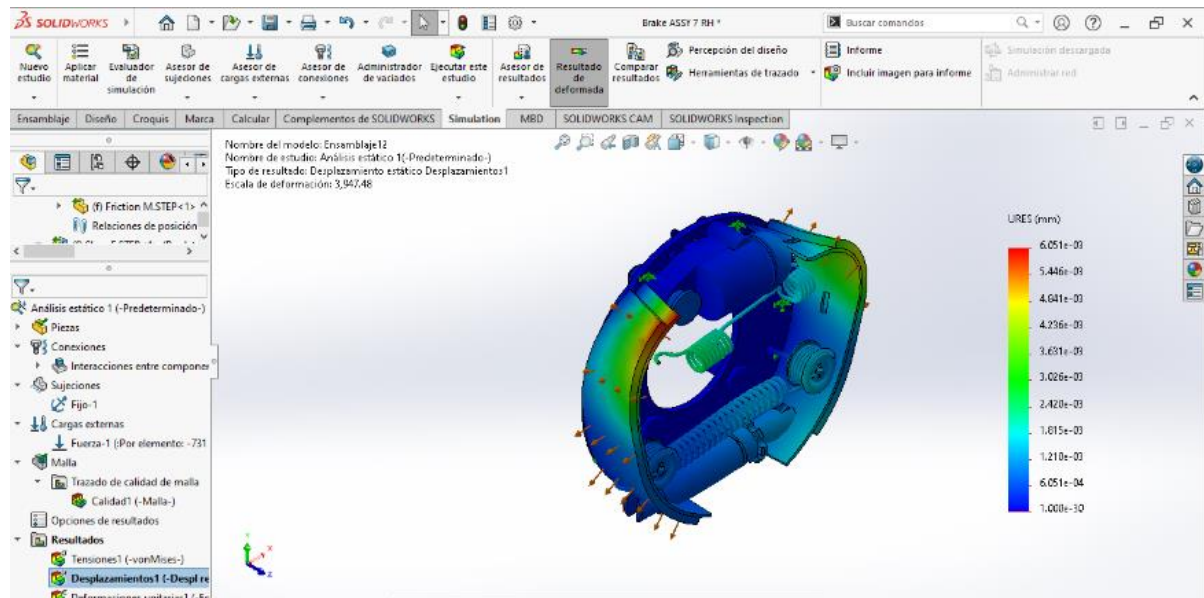 SOLIDWORKS
Brake ASSY 7 RH *
Buscar comandos
Nuevo estudio
Aplicar material
Evaluador de simulación
Asesor de sujeciones
Asesor de cargas externas
Asesor de conexiones
Administrador de variados
Ejecutar este estudio
Asesor de resultados
Resultado de deformada
Comparar resultados
Percepción del diseño
Herramientas de trazado
Informe
Incluir imagen para informe
Simulación descargada
Administrar red
Ensamblaje Diseño Croquis Marca Calcular Complementos de SOLIDWORKS Simulation MBD SOLIDWORKS CAM SOLIDWORKS Inspection
Nombre del modelo: Ensamblaje12
Nombre de estudio: Análisis estático 1(-Predeterminado-)
Tipo de resultado: Desplazamiento estático Desplazamientos1
Escala de deformación: 3,947.48
(f) Friction M.STEP<1>
Relaciones de posición
Análisis estático 1 (-Predeterminado-)
Piezas
Conexiones
Interacciones entre componen
Sujeciones
Fijo-1
Cargas externas
Fuerza-1 (:Por elemento: -731
Malla
Trazado de calidad de malla
Calidad1 (-Malla-)
Opciones de resultados
Resultados
Tensiones1 (-vonMises-)
Desplazamientos1 (-Despl re
URES (mm)
6.051e-03
5.446e-03
4.841e-03
4.236e-03
3.631e-03
3.026e-03
2.420e-03
1.815e-03
1.210e-03
6.051e-04
1.000e-30
X
Z